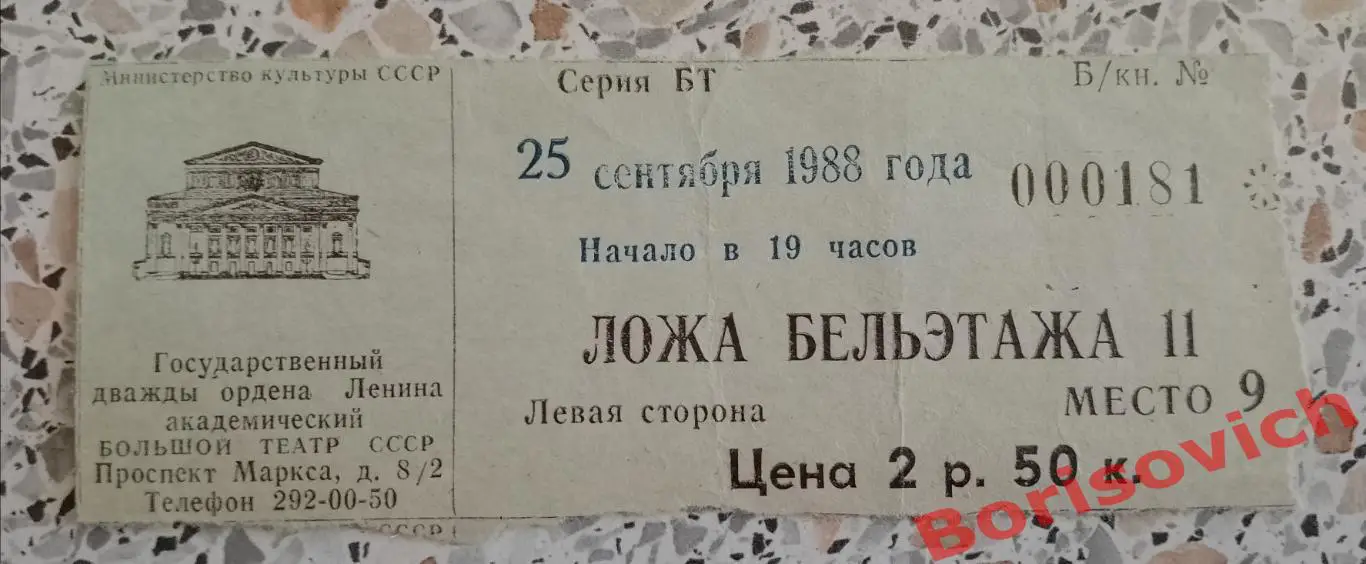 Министерство культуры СССР
Государственный
дважды ордена Ленина
академический
БОЛЬШОЙ ТЕАТР СССР
Проспект Маркса, д. 8/2
Телефон 292-00-50
СССР
Серия БТ
Б/кн. №
25 сентября 1988 года
000181
Начало в 19 часов
ЛОЖА БЕЛЬЭТАЖА 11
Левая сторона
МЕСТО 9
Цена 2 р. 50 к.
Borisovich